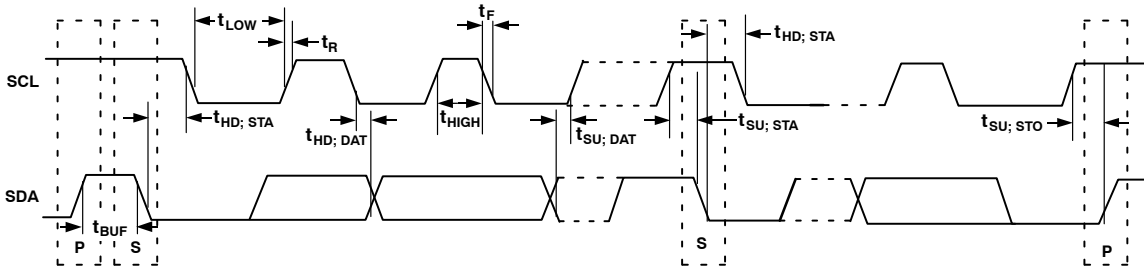 tLOW
tR
tF
tHD; STA
SCL
tHD; STA
tHD; DAT
tHIGH
tSU; DAT
tSU; STA
tSU; STO
SDA
tBUF
P
S
S
P